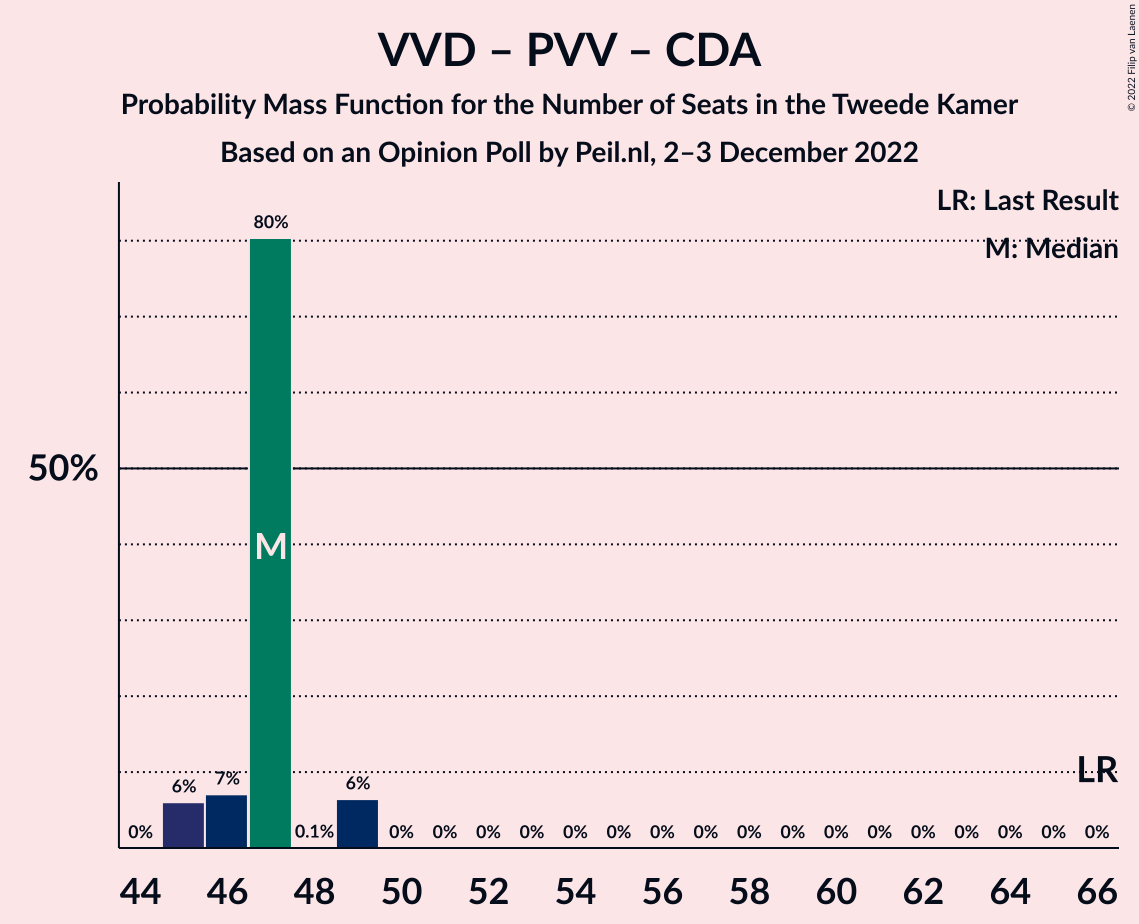 VVD – PVV – CDA
Probability Mass Function for the Number of Seats in the Tweede Kamer
Based on an Opinion Poll by Peil.nl, 2–3 December 2022
© 2022 Filip van Laenen
LR: Last Result
M: Median
80%
50%
M
LR
0% 6% 7% 0.1% 6% 0% 0% 0% 0% 0% 0% 0% 0% 0% 0% 0% 0% 0% 0% 0% 0% 0%
44 46 48 50 52 54 56 58 60 62 64 66